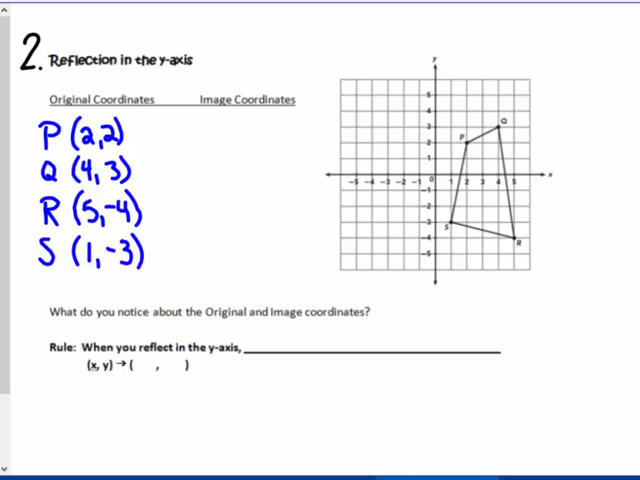 2. Reflection in the y-axis
Original Coordinates Image Coordinates
P (2,2)
Q (4,3)
R (5,-4)
S (1,-3)
y
5
4
3
2
1
0
-5 -4 -3 -2 -1 1 2 3 4 5 x
-1
-2
-3
-4
-5
P
Q
S
R
What do you notice about the Original and Image coordinates?
Rule: When you reflect in the y-axis,
(x, y) → ( , )